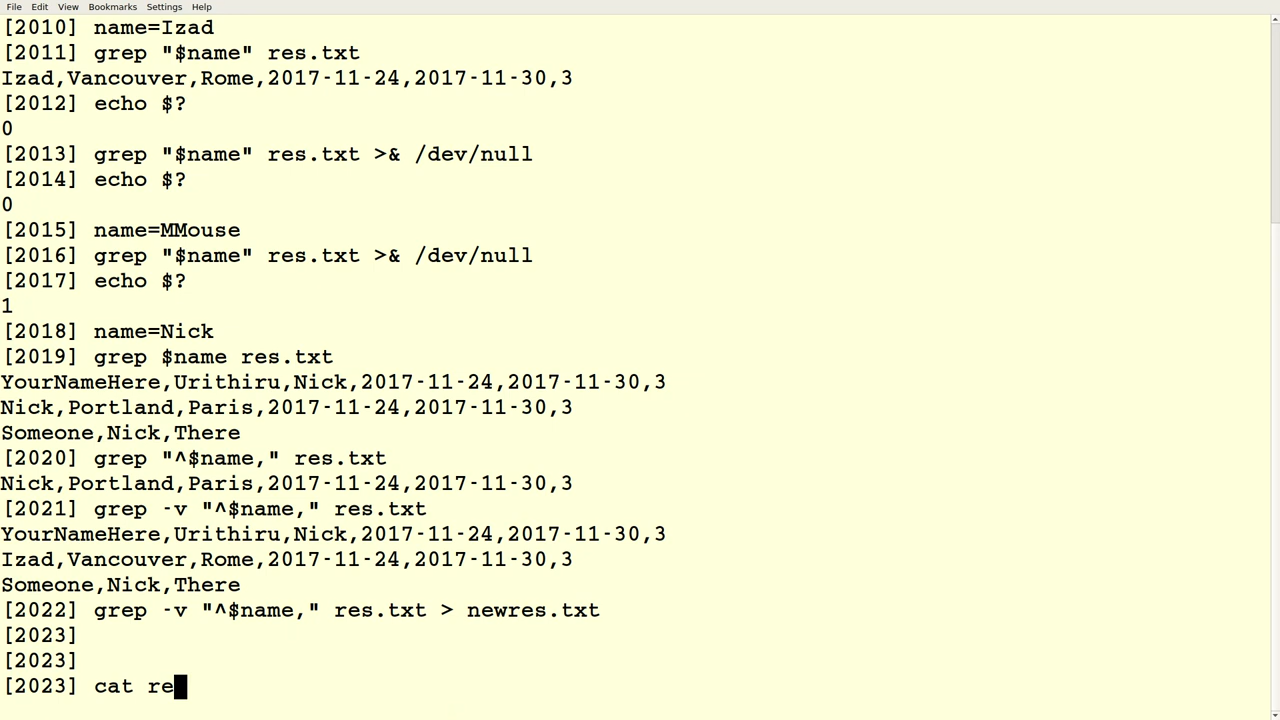 File Edit View Bookmarks Settings Help
[2010] name=Izad
[2011] grep "$name" res.txt
Izad,Vancouver,Rome,2017-11-24,2017-11-30,3
[2012] echo $?
0
[2013] grep "$name" res.txt >& /dev/null
[2014] echo $?
0
[2015] name=MMouse
[2016] grep "$name" res.txt >& /dev/null
[2017] echo $?
1
[2018] name=Nick
[2019] grep $name res.txt
YourNameHere,Urithiru,Nick,2017-11-24,2017-11-30,3
Nick,Portland,Paris,2017-11-24,2017-11-30,3
Someone,Nick,There
[2020] grep "^$name," res.txt
Nick,Portland,Paris,2017-11-24,2017-11-30,3
[2021] grep -v "^$name," res.txt
YourNameHere,Urithiru,Nick,2017-11-24,2017-11-30,3
Izad,Vancouver,Rome,2017-11-24,2017-11-30,3
Someone,Nick,There
[2022] grep -v "^$name," res.txt > newres.txt
[2023]
[2023]
[2023] cat re